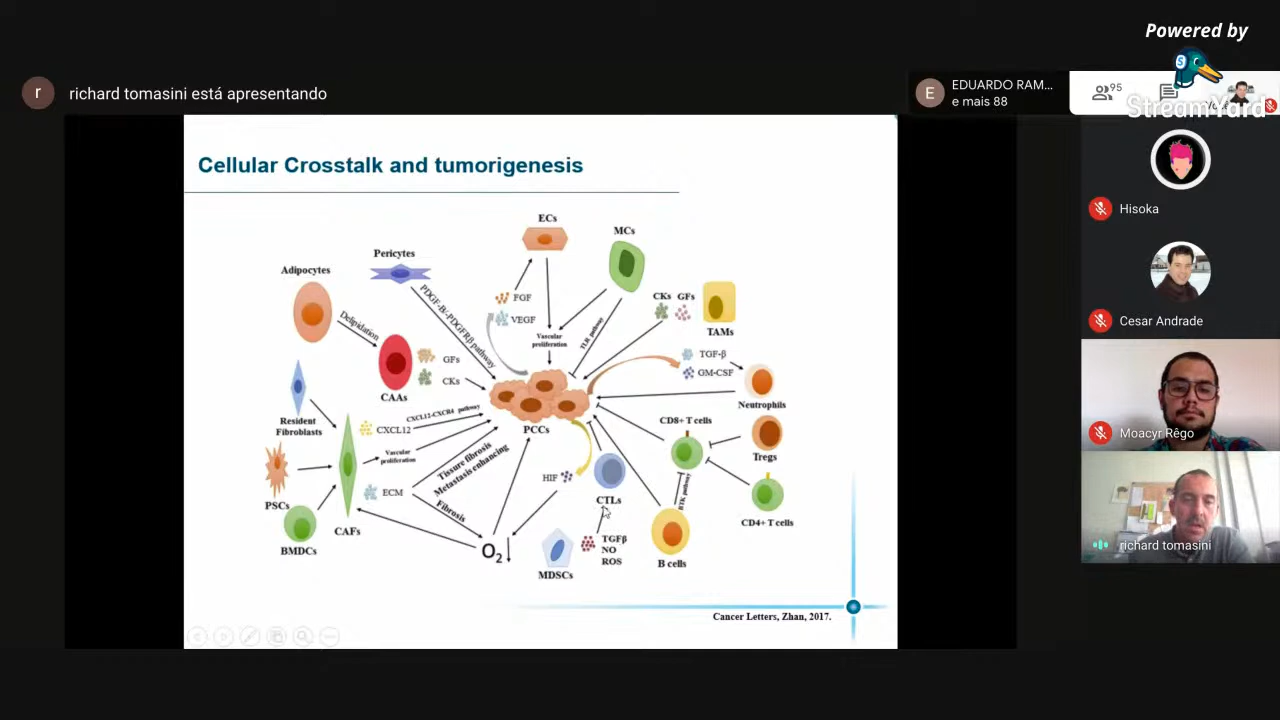 Powered by
StreamYard
r
richard tomasini está apresentando
E
EDUARDO RAM...
e mais 88
95
Cellular Crosstalk and tumorigenesis
ECs
MCs
Pericytes
Adipocytes
FGF
VEGF
CKs GFs
TAMs
PDGF-B/-PDGFRβ pathway
Delipidation
Vascular
proliferation
TLR pathway
TGF-β
GM-CSF
GFs
CKs
CAAs
Neutrophils
Resident
Fibroblasts
CXCL12
CXCL12-CXCR4 pathway
PCCs
CD8+ T cells
Tregs
Vascular
proliferation
Tissue fibrosis
Metastasis enhancing
HIF
CTLs
PSCs
ECM
Fibrosis
BTK pathway
CD4+ T cells
CAFs
BMDCs
O2
TGFβ
NO
ROS
MDSCs
B cells
Cancer Letters, Zhan, 2017.
Hisoka
Cesar Andrade
Moacyr Rêgo
richard tomasini